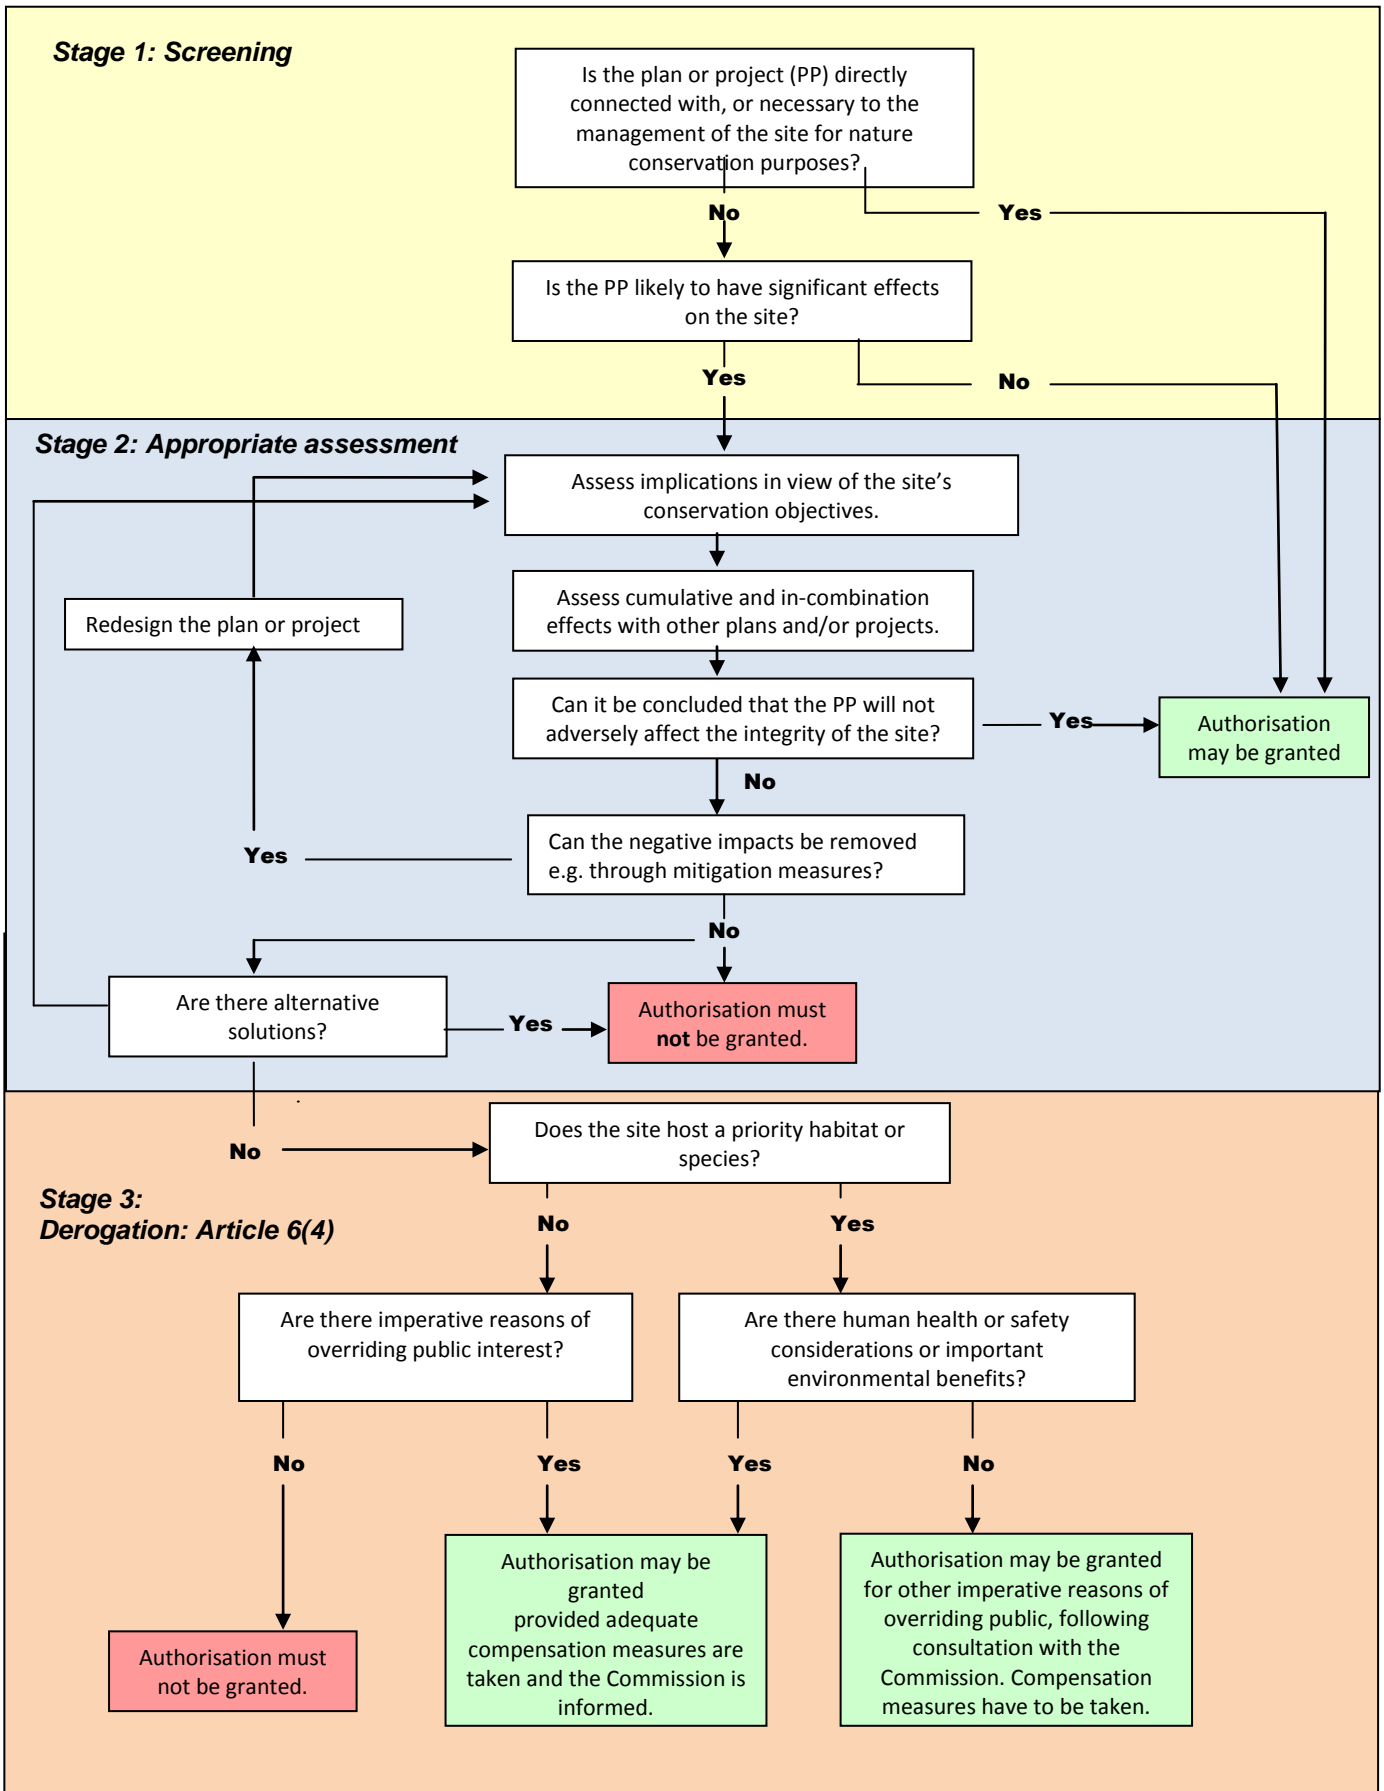 Stage 1: Screening
Is the plan or project (PP) directly
connected with, or necessary to the
management of the site for nature
conservation purposes?
No
Yes
Is the PP likely to have significant effects
on the site?
Yes
No
Stage 2: Appropriate assessment
Assess implications in view of the site’s
conservation objectives.
Redesign the plan or project
Assess cumulative and in-combination
effects with other plans and/or projects.
Can it be concluded that the PP will not
adversely affect the integrity of the site?
Yes
Authorisation
may be granted
No
Can the negative impacts be removed
e.g. through mitigation measures?
Yes
No
Are there alternative
solutions?
Yes
Authorisation must
not be granted.
No
Does the site host a priority habitat or
species?
Stage 3:
Derogation: Article 6(4)
No
Yes
Are there imperative reasons of
overriding public interest?
Are there human health or safety
considerations or important
environmental benefits?
No
Yes
Yes
No
Authorisation must
not be granted.
Authorisation may be
granted
provided adequate
compensation measures are
taken and the Commission is
informed.
Authorisation may be granted
for other imperative reasons of
overriding public, following
consultation with the
Commission. Compensation
measures have to be taken.